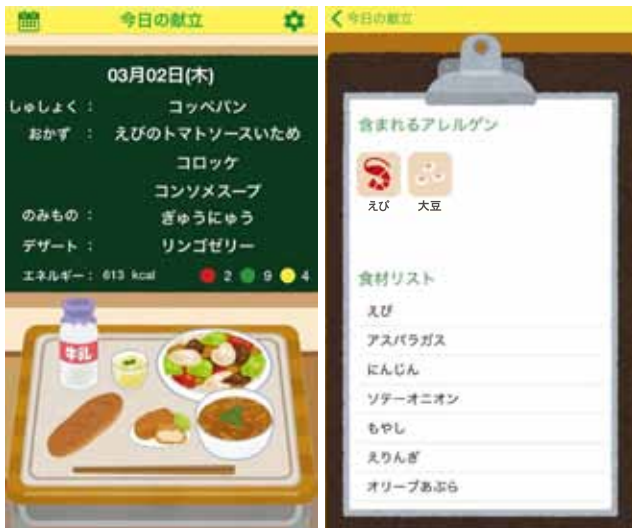 今日の献立
03月02日(木)
しゅしょく： コッペパン
おかず ： えびのトマトソースいため
コロッケ
コンソメスープ
のみもの： ぎゅうにゅう
デザート： リンゴゼリー
エネルギー： 613 kcal 2 9 4
牛乳
今日の献立
含まれるアレルゲン
えび 大豆
食材リスト
えび
アスパラガス
にんじん
ソテーオニオン
もやし
えりんぎ
オリーブあぶら